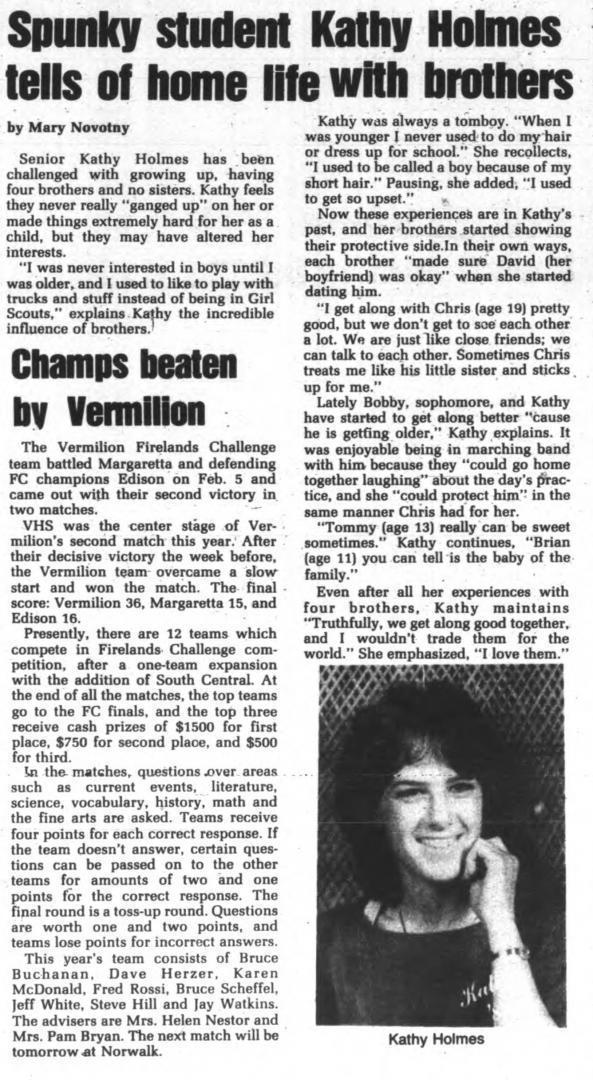 Spunky student Kathy Holmes
tells of home life with brothers
by Mary Novotny
Senior Kathy Holmes has been
challenged with growing up, having
four brothers and no sisters. Kathy feels
they never really "ganged up" on her or
made things extremely hard for her as a
child, but they may have altered her
interests.
"I was never interested in boys until I
was older, and I used to like to play with
trucks and stuff instead of being in Girl
Scouts," explains Kathy the incredible
influence of brothers.
Kathy was always a tomboy. "When I
was younger I never used to do my hair
or dress up for school." She recollects,
"I used to be called a boy because of my
short hair." Pausing, she added, "I used
to get so upset."
Now these experiences are in Kathy's
past, and her brothers started showing
their protective side.In their own ways,
each brother "made sure David (her
boyfriend) was okay" when she started
dating him.
"I get along with Chris (age 19) pretty
good, but we don't get to see each other
a lot. We are just like close friends; we
can talk to each other. Sometimes Chris
treats me like his little sister and sticks
up for me."
Lately Bobby, sophomore, and Kathy
have started to get along better "cause
he is getting older," Kathy explains. It
was enjoyable being in marching band
with him because they "could go home
together laughing" about the day's prac-
tice, and she "could protect him" in the
same manner Chris had for her.
"Tommy (age 13) really can be sweet
sometimes." Kathy continues, "Brian
(age 11) you can tell is the baby of the
family."
Even after all her experiences with
four brothers, Kathy maintains
"Truthfully, we get along good together,
and I wouldn't trade them for the
world." She emphasized, "I love them."
Kathy Holmes
Champs beaten
by Vermilion
The Vermilion Firelands Challenge
team battled Margaretta and defending
FC champions Edison on Feb. 5 and
came out with their second victory in
two matches.
VHS was the center stage of Ver-
milion's second match this year. After
their decisive victory the week before,
the Vermilion team overcame a slow
start and won the match. The final
score: Vermilion 36, Margaretta 15, and
Edison 16.
Presently, there are 12 teams which
compete in Firelands Challenge com-
petition, after a one-team expansion
with the addition of South Central. At
the end of all the matches, the top teams
go to the FC finals, and the top three
receive cash prizes of $1500 for first
place, $750 for second place, and $500
for third.
In the matches, questions over areas
such as current events, literature,
science, vocabulary, history, math and
the fine arts are asked. Teams receive
four points for each correct response. If
the team doesn't answer, certain ques-
tions can be passed on to the other
teams for amounts of two and one
points for the correct response. The
final round is a toss-up round. Questions
are worth one and two points, and
teams lose points for incorrect answers.
This year's team consists of Bruce
Buchanan, Dave Herzer, Karen
McDonald, Fred Rossi, Bruce Scheffel,
Jeff White, Steve Hill and Jay Watkins.
The advisers are Mrs. Helen Nestor and
Mrs. Pam Bryan. The next match will be
tomorrow at Norwalk.